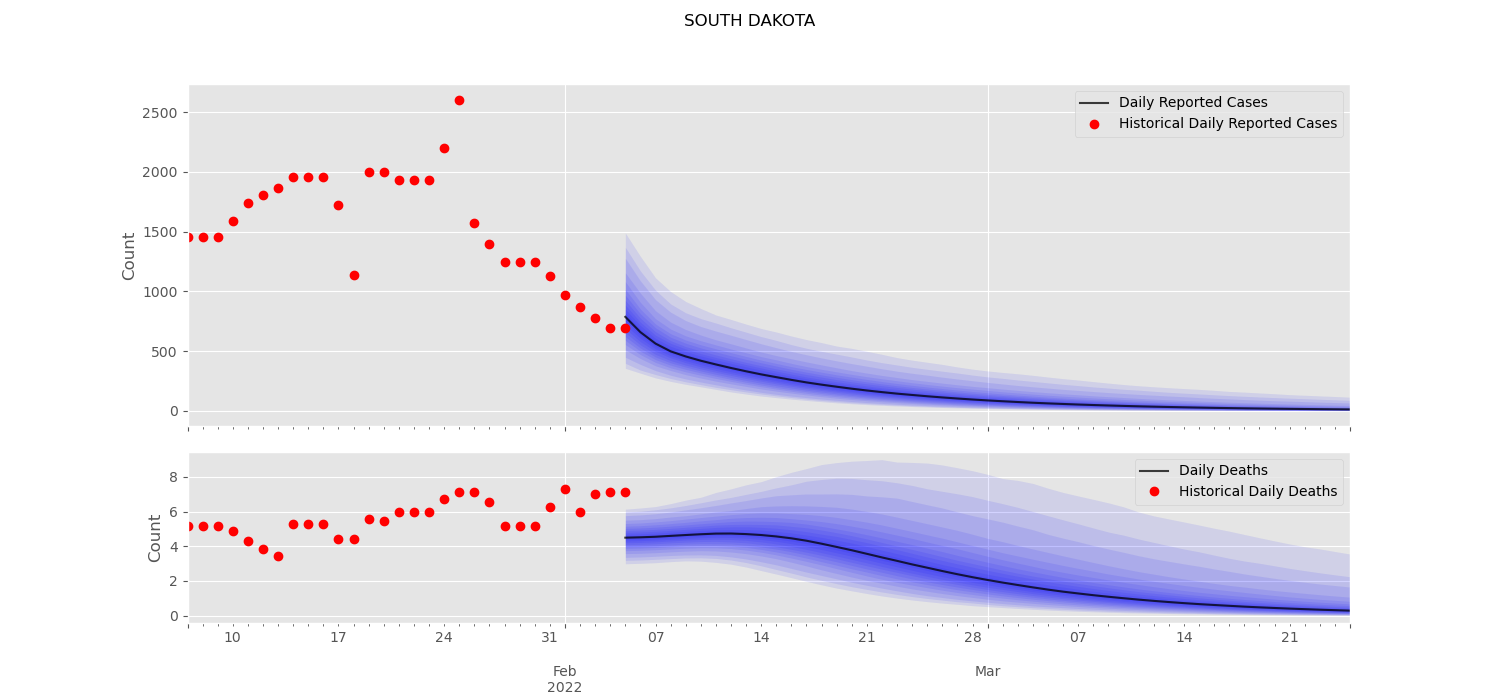 SOUTH DAKOTA
2500
2000
1500
1000
500
0
Count
Daily Reported Cases
Historical Daily Reported Cases
8
6
4
2
0
Count
Daily Deaths
Historical Daily Deaths
10 17 24 31 07 14 21 28 07 14 21
Feb Mar
2022